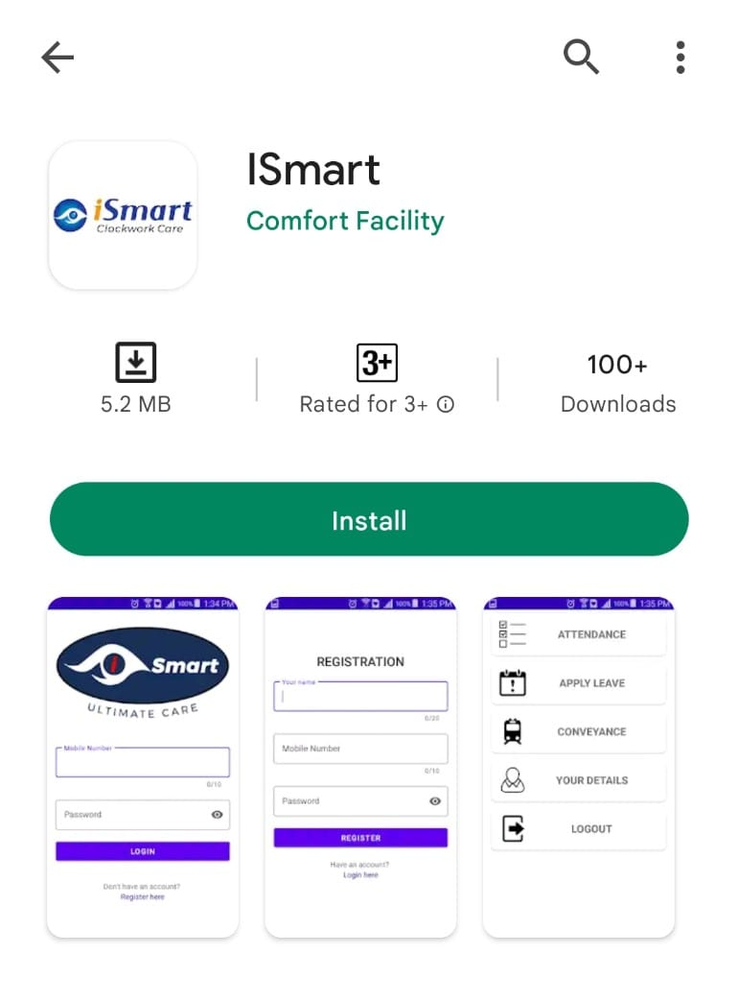 iSmart
Clockwork Care
ISmart
Comfort Facility
3+
100+
5.2 MB
Rated for 3+
Downloads
Install
100% 1:34 PM
i Smart
ULTIMATE CARE
Mobile Number
0/10
Password
LOGIN
Don't have an account?
Register here
100% 1:35 PM
REGISTRATION
Your name
0/20
Mobile Number
0/10
Password
REGISTER
Have an account?
Login here
100% 1:35 PM
ATTENDANCE
APPLY LEAVE
CONVEYANCE
YOUR DETAILS
LOGOUT